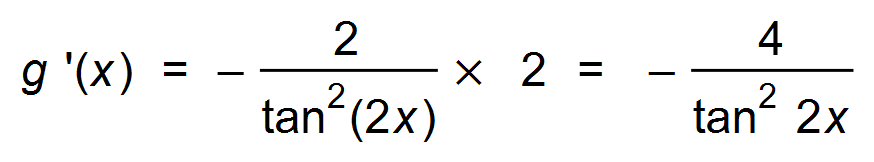 g '(x) = − 2/tan²(2x) × 2 = − 4/tan² 2x